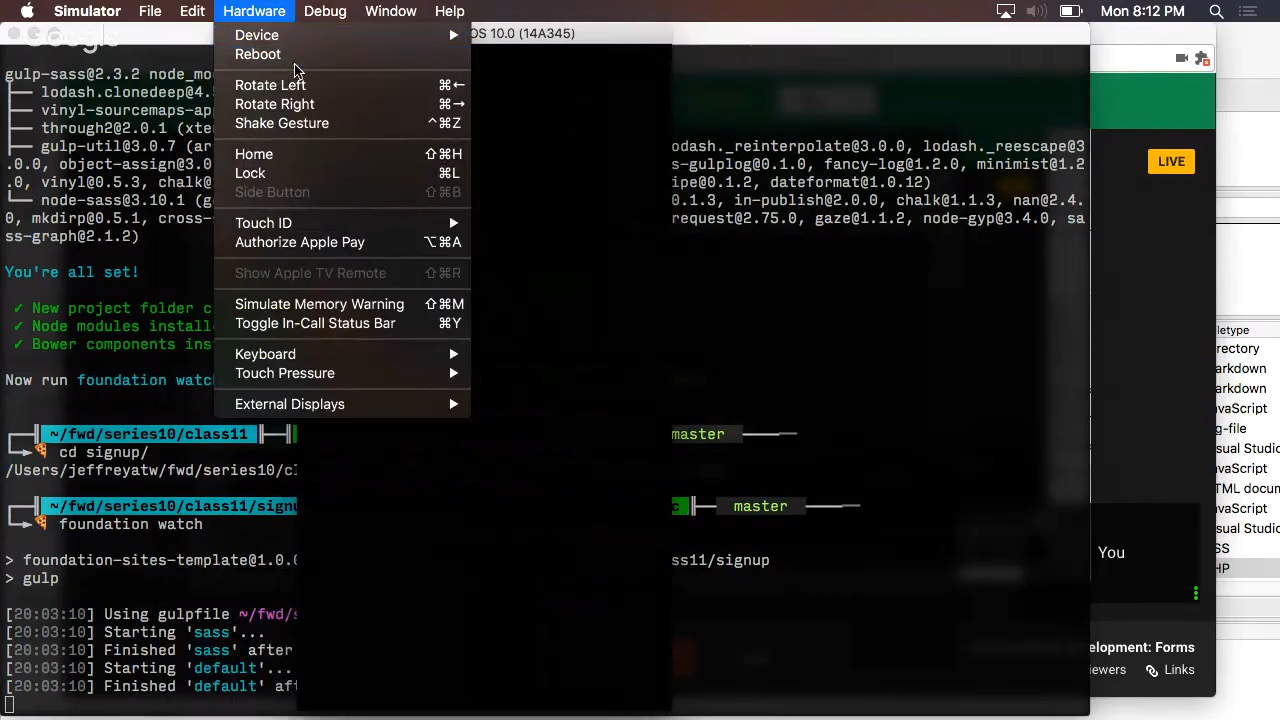 Simulator File Edit Hardware Debug Window Help Mon 8:12 PM
Google
OS 10.0 (14A345)
Device
Reboot
Rotate Left ⌘←
Rotate Right ⌘→
Shake Gesture ^⌘Z
Home ⇧⌘H
Lock ⌘L
Side Button ⇧⌘B
Touch ID
Authorize Apple Pay ⌥⌘A
Show Apple TV Remote ⇧⌘R
Simulate Memory Warning ⇧⌘M
Toggle In-Call Status Bar ⌘Y
Keyboard
Touch Pressure
External Displays
gulp-sass@2.3.2 node_mo
├── lodash.clonedeep@4.5
├── vinyl-sourcemaps-app
├── through2@2.0.1 (xter
├── gulp-util@3.0.7 (ar lodash._reinterpolate@3.0.0, lodash._reescape@3
.0.0, object-assign@3.0 s-gulplog@0.1.0, fancy-log@1.2.0, minimist@1.2
.0, vinyl@0.5.3, chalk@ ipe@0.1.2, dateformat@1.0.12)
└── node-sass@3.10.1 (g 0.1.3, in-publish@2.0.0, chalk@1.1.3, nan@2.4.
0, mkdirp@0.5.1, cross- request@2.75.0, gaze@1.1.2, node-gyp@3.4.0, sa
ss-graph@2.1.2)
You're all set!
✓ New project folder c
✓ Node modules installe
✓ Bower components ins
Now run foundation watc
~/fwd/series10/class11 master
cd signup/
/Users/jeffreyatw/fwd/series10/cl
~/fwd/series10/class11/signu c master
foundation watch
> foundation-sites-template@1.0.0 ss11/signup
> gulp
[20:03:10] Using gulpfile ~/fwd/s
[20:03:10] Starting 'sass'...
[20:03:10] Finished 'sass' after
[20:03:10] Starting 'default'...
[20:03:10] Finished 'default' aft
LIVE
You
elopment: Forms
ewers Links
letype
rectory
arkdown
arkdown
vaScript
g-file
sual Studio
vaScript
TML docum
vaScript
sual Studio
SS
HP